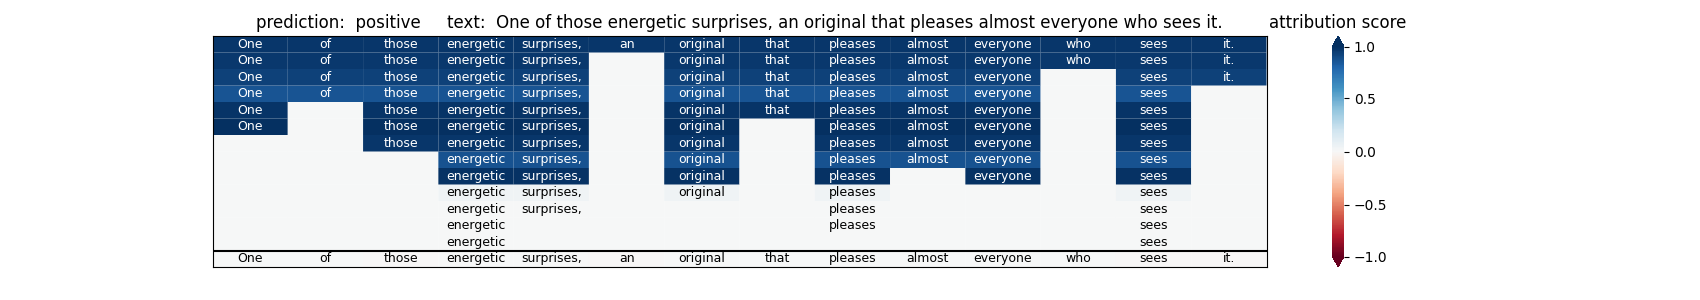 prediction:  positive     text:  One of those energetic surprises, an original that pleases almost everyone who sees it.     attribution score
One of those energetic surprises, an original that pleases almost everyone who sees it. 1.0
One of those energetic surprises, original that pleases almost everyone who sees it.
One of those energetic surprises, original that pleases almost everyone sees it.
One of those energetic surprises, original that pleases almost everyone sees 0.5
One those energetic surprises, original that pleases almost everyone sees
One those energetic surprises, original pleases almost everyone sees
those energetic surprises, original pleases almost everyone sees 0.0
energetic surprises, original pleases almost everyone sees
energetic surprises, original pleases everyone sees
energetic surprises, original pleases sees
energetic surprises, pleases sees −0.5
energetic pleases sees
energetic sees
One of those energetic surprises, an original that pleases almost everyone who sees it. −1.0